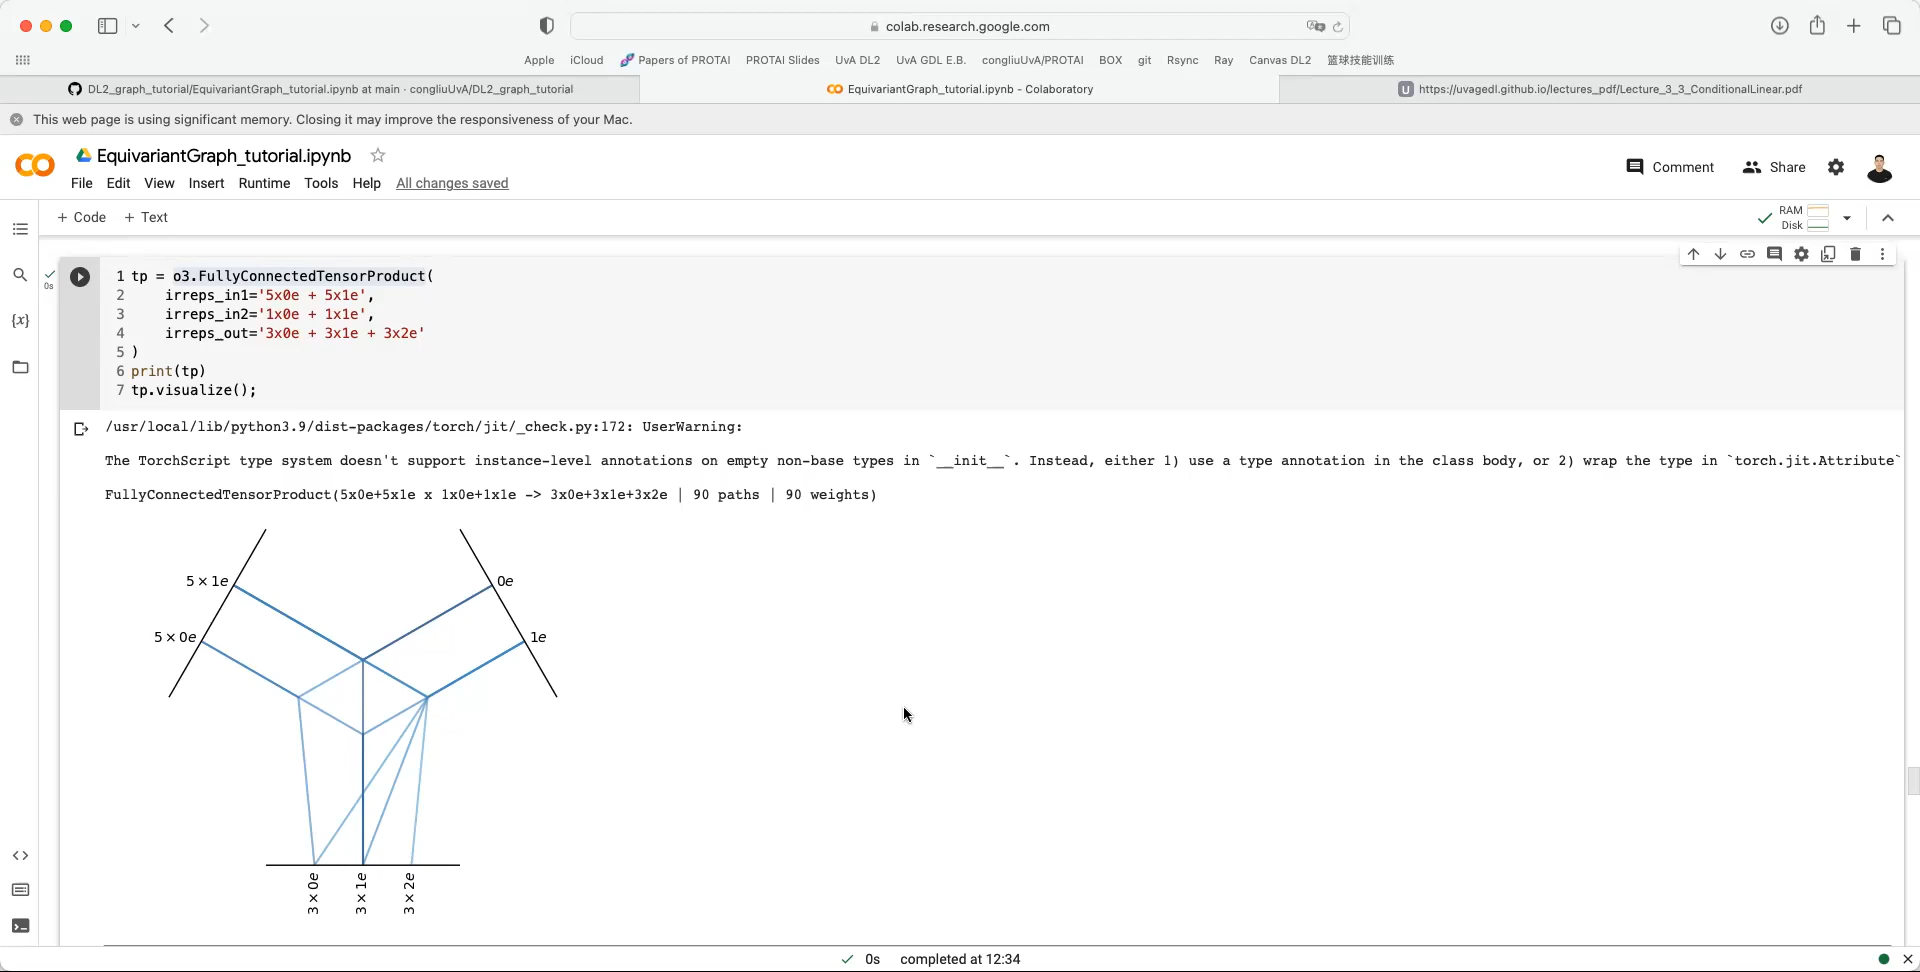 colab.research.google.com
Apple iCloud Papers of PROTAI PROTAI Slides UvA DL2 UvA GDL E.B. congliuUvA/PROTAI BOX git Rsync Ray Canvas DL2 篮球技能训练
DL2_graph_tutorial/EquivariantGraph_tutorial.ipynb at main · congliuUvA/DL2_graph_tutorial
EquivariantGraph_tutorial.ipynb - Colaboratory
U https://uvagedl.github.io/lectures_pdf/Lecture_3_3_ConditionalLinear.pdf
This web page is using significant memory. Closing it may improve the responsiveness of your Mac.
EquivariantGraph_tutorial.ipynb
Comment Share
File Edit View Insert Runtime Tools Help All changes saved
+ Code + Text
RAM
Disk
0s
1 tp = o3.FullyConnectedTensorProduct(
2 irreps_in1='5x0e + 5x1e',
3 irreps_in2='1x0e + 1x1e',
4 irreps_out='3x0e + 3x1e + 3x2e'
5 )
6 print(tp)
7 tp.visualize();
{x}
/usr/local/lib/python3.9/dist-packages/torch/jit/_check.py:172: UserWarning:
The TorchScript type system doesn't support instance-level annotations on empty non-base types in `__init__`. Instead, either 1) use a type annotation in the class body, or 2) wrap the type in `torch.jit.Attribute`
FullyConnectedTensorProduct(5x0e+5x1e x 1x0e+1x1e -> 3x0e+3x1e+3x2e | 90 paths | 90 weights)
5 × 1e
0e
5 × 0e
1e
3 × 0e
3 × 1e
3 × 2e
0s completed at 12:34